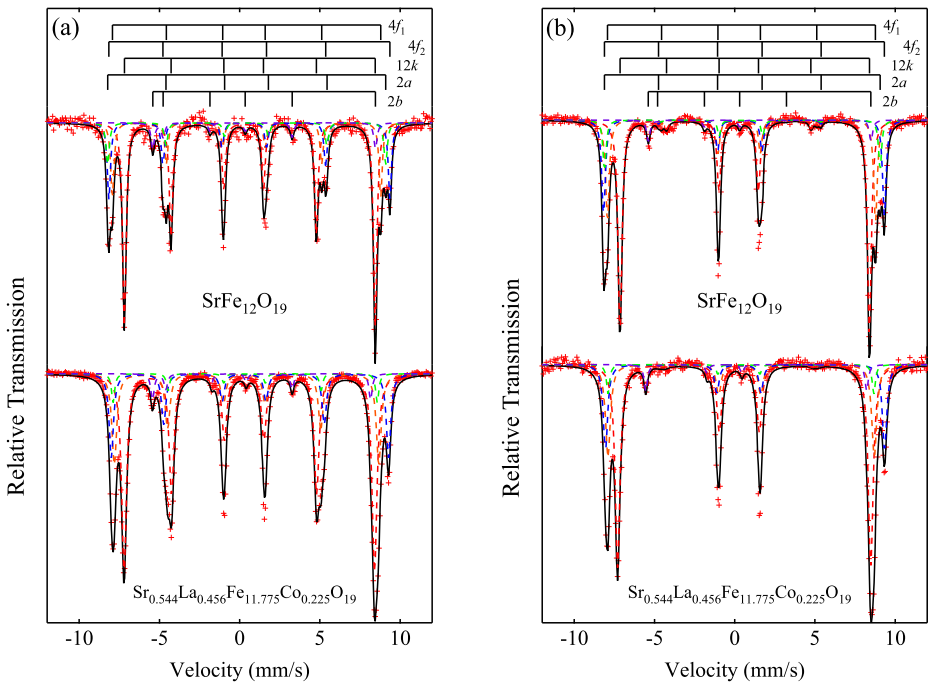 (a)
4f₁
4f₂
12k
2a
2b
SrFe₁₂O₁₉
Sr₀.₅₄₄La₀.₄₅₆Fe₁₁.₇₇₅Co₀.₂₂₅O₁₉
Relative Transmission
-10 -5 0 5 10
Velocity (mm/s)
(b)
4f₁
4f₂
12k
2a
2b
SrFe₁₂O₁₉
Sr₀.₅₄₄La₀.₄₅₆Fe₁₁.₇₇₅Co₀.₂₂₅O₁₉
Relative Transmission
-10 -5 0 5 10
Velocity (mm/s)